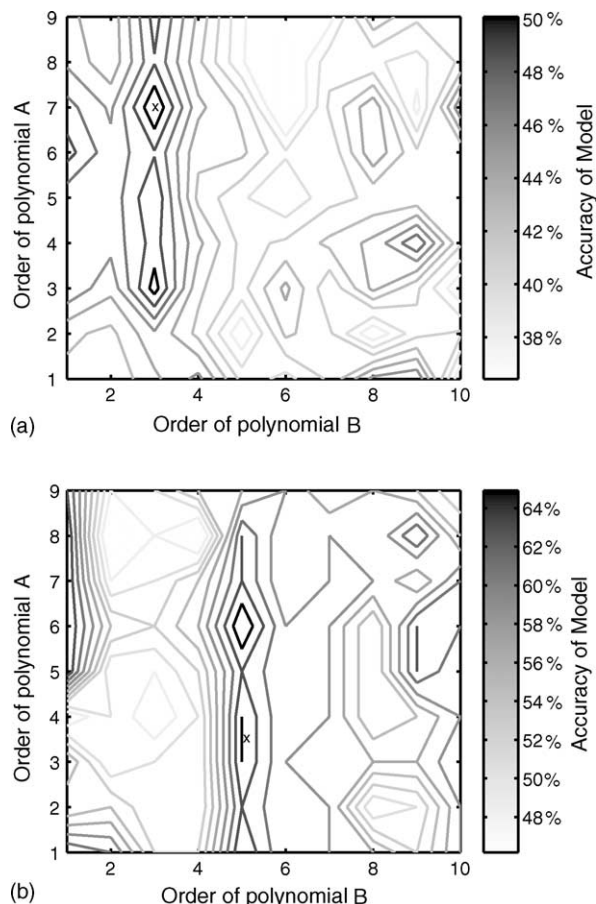 9
8
7
6
5
4
3
2
1
Order of polynomial A
x
2 4 6 8 10
Order of polynomial B
(a)
50 %
48 %
46 %
44 %
42 %
40 %
38 %
Accuracy of Model
9
8
7
6
5
4
3
2
1
Order of polynomial A
x
2 4 6 8 10
Order of polynomial B
(b)
64 %
62 %
60 %
58 %
56 %
54 %
52 %
50 %
48 %
Accuracy of Model